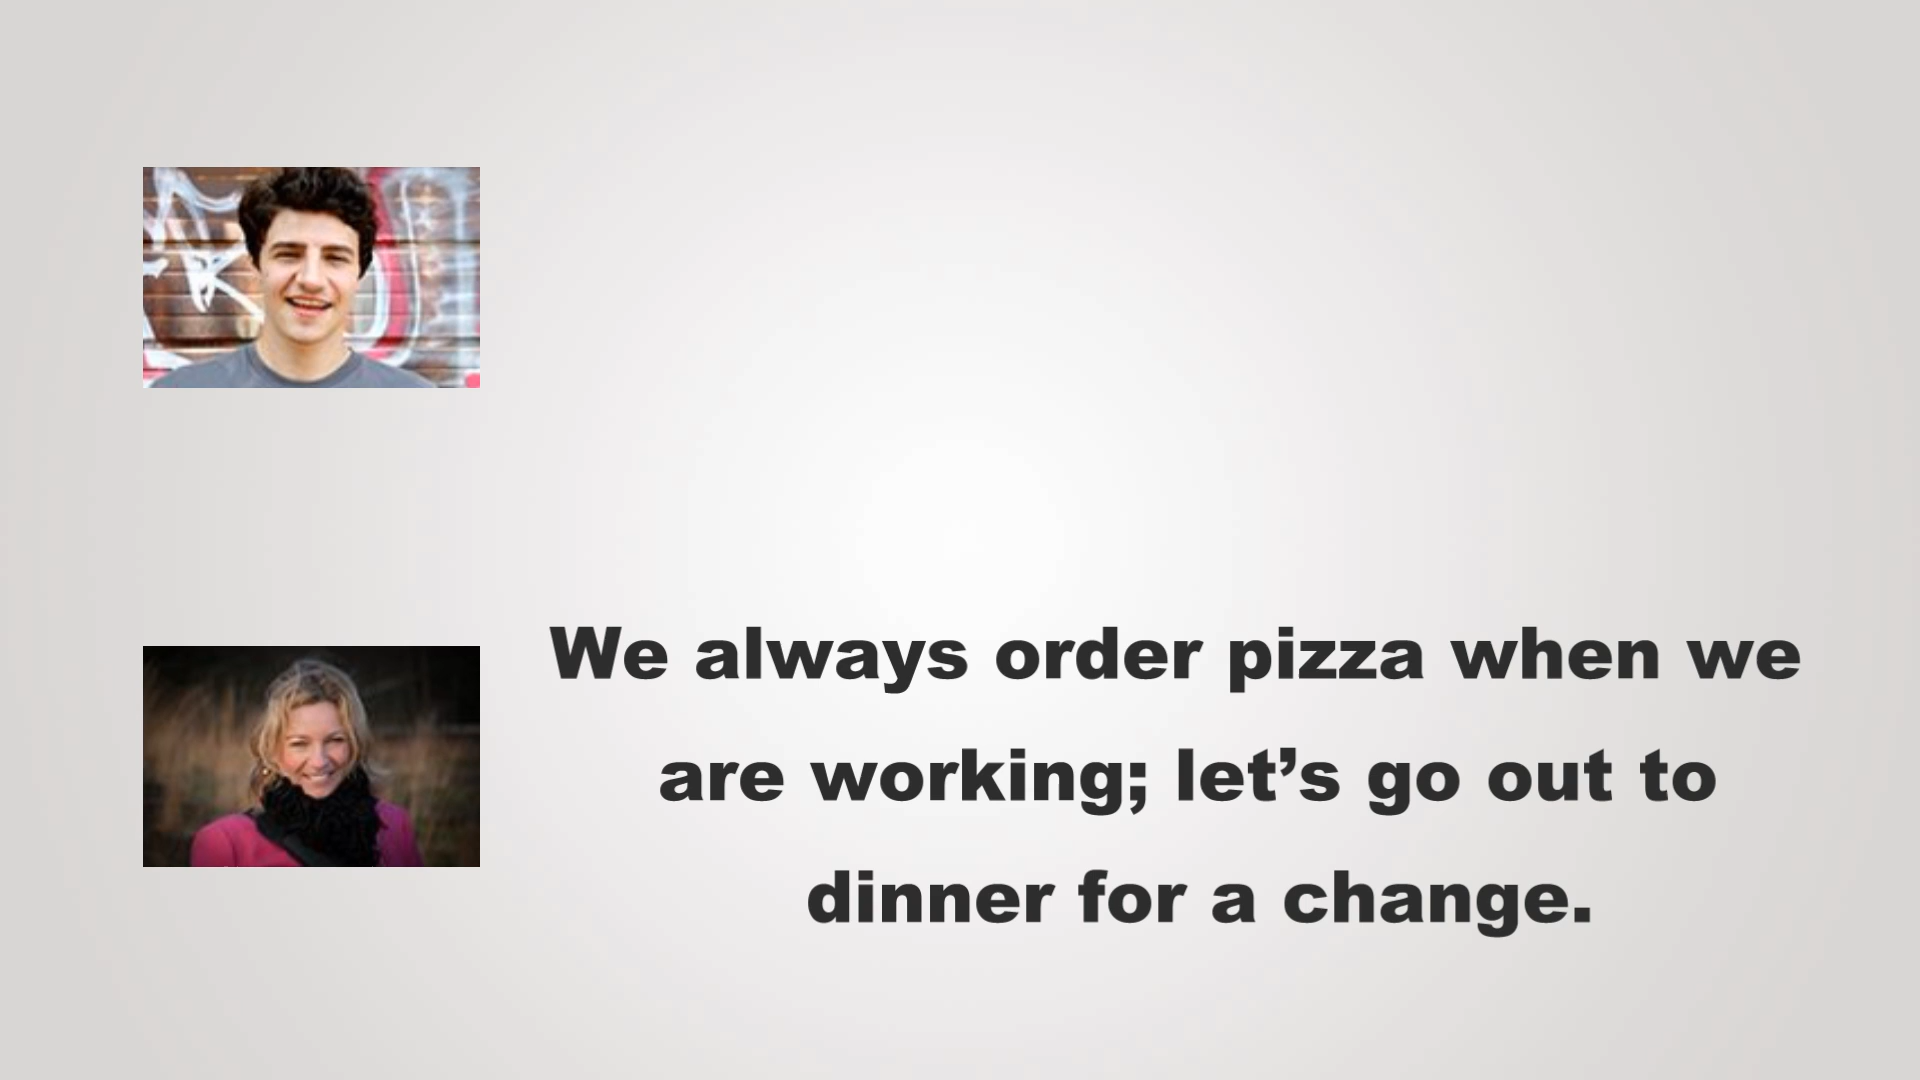 We always order pizza when we
are working; let’s go out to
dinner for a change.